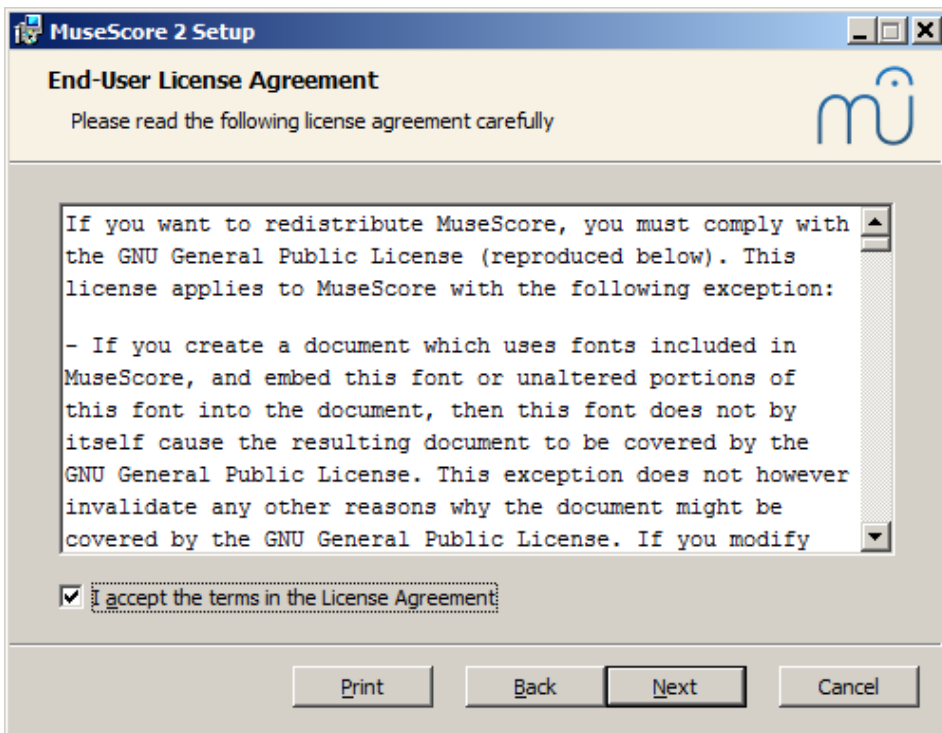 MuseScore 2 Setup
End-User License Agreement
Please read the following license agreement carefully
If you want to redistribute MuseScore, you must comply with
the GNU General Public License (reproduced below). This
license applies to MuseScore with the following exception:
- If you create a document which uses fonts included in
MuseScore, and embed this font or unaltered portions of
this font into the document, then this font does not by
itself cause the resulting document to be covered by the
GNU General Public License. This exception does not however
invalidate any other reasons why the document might be
covered by the GNU General Public License. If you modify
I accept the terms in the License Agreement
Print Back Next Cancel